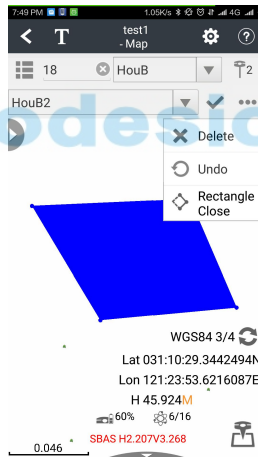 7:49 PM 1.05K/s 4G
test1
T - Map
18 HouB 2
HouB2
odesic
Delete
Undo
Rectangle
Close
WGS84 3/4
Lat 031:10:29.3442494N
Lon 121:23:53.6216087E
H 45.924M
60% 6/16
SBAS H2.207V3.268
0.046